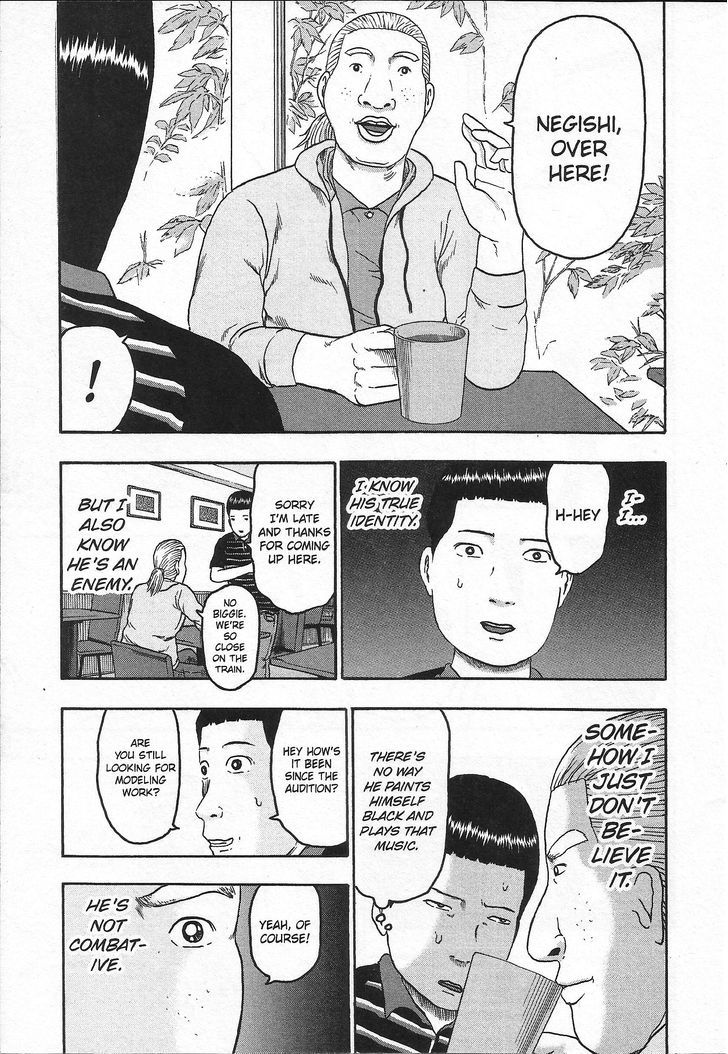 NEGISHI,
OVER
HERE!
!
I-
I...
H-HEY
I KNOW
HIS TRUE
IDENTITY.
SORRY
I'M LATE
AND THANKS
FOR COMING
UP HERE.
NO
BIGGIE.
WE'RE
SO
CLOSE
ON THE
TRAIN.
BUT I
ALSO
KNOW
HE'S AN
ENEMY.
SOME-
HOW I
JUST
DON'T
BE-
LIEVE
IT.
THERE'S
NO WAY
HE PAINTS
HIMSELF
BLACK AND
PLAYS THAT
MUSIC.
HEY HOW'S
IT BEEN
SINCE THE
AUDITION?
ARE
YOU STILL
LOOKING FOR
MODELING
WORK?
YEAH, OF
COURSE!
HE'S
NOT
COMBAT-
IVE.